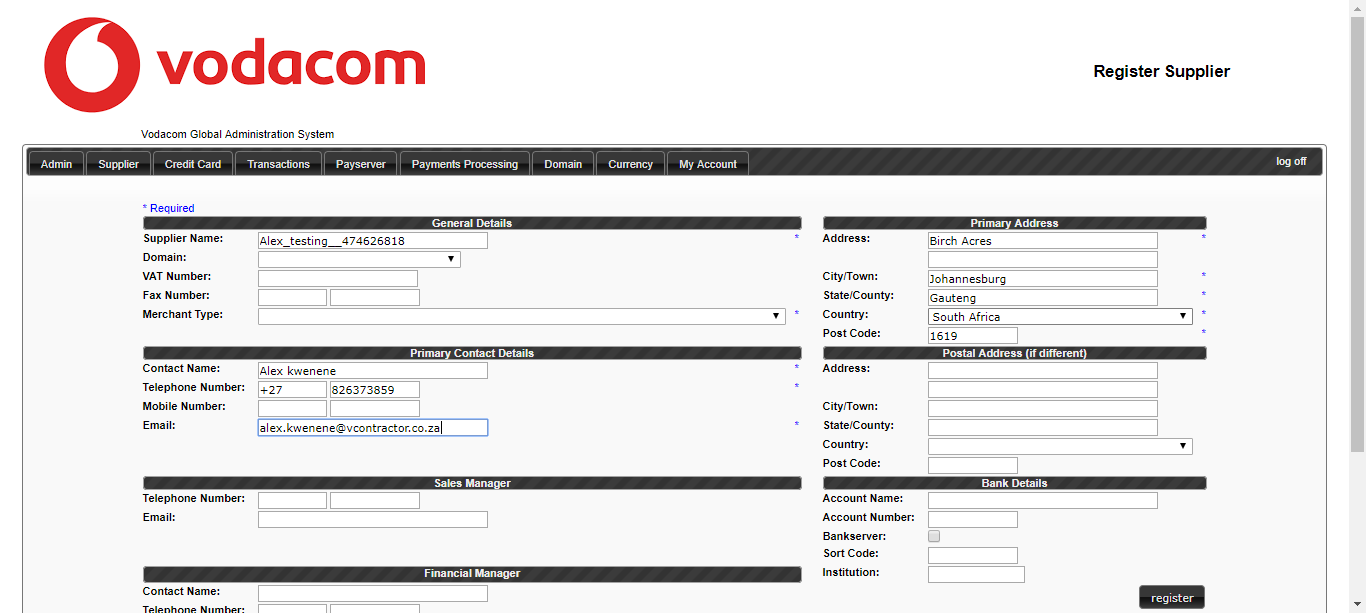 vodacom
Register Supplier
Vodacom Global Administration System
Admin Supplier Credit Card Transactions Payserver Payments Processing Domain Currency My Account log off
* Required
General Details
Supplier Name: Alex_testing__474626818 *
Domain:
VAT Number:
Fax Number:
Merchant Type: *
Primary Address
Address: Birch Acres *
City/Town: Johannesburg *
State/County: Gauteng *
Country: South Africa *
Post Code: 1619 *
Primary Contact Details
Contact Name: Alex kwenene *
Telephone Number: +27 826373859 *
Mobile Number:
Email: alex.kwenene@vcontractor.co.za *
Postal Address (if different)
Address:
City/Town:
State/County:
Country:
Post Code:
Sales Manager
Telephone Number:
Email:
Bank Details
Account Name:
Account Number:
Bankserver:
Sort Code:
Institution:
Financial Manager
Contact Name:
Telephone Number:
register